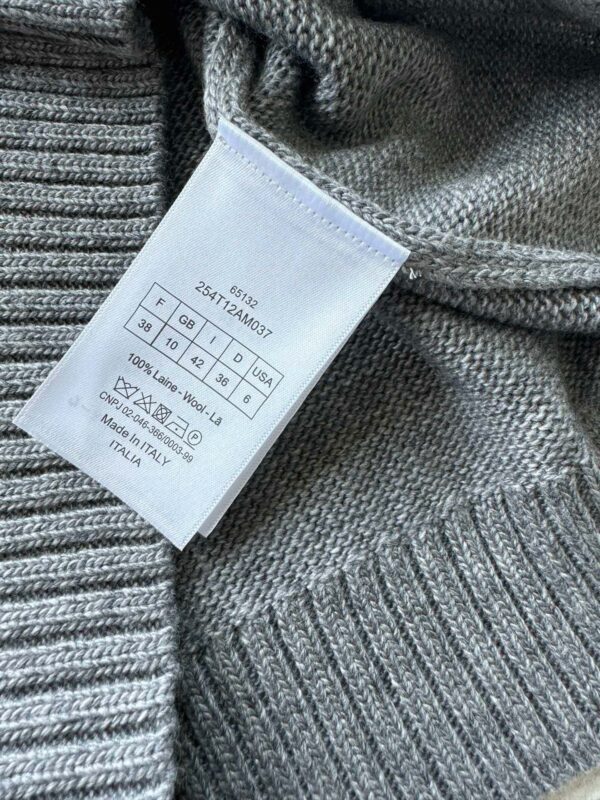 65132
254T12AM037
F GB I D USA
38 10 42 36 6
100% Laine - Wool - Lã
P
CNPJ 02-046-366/0003-99
Made in ITALY
ITALIA